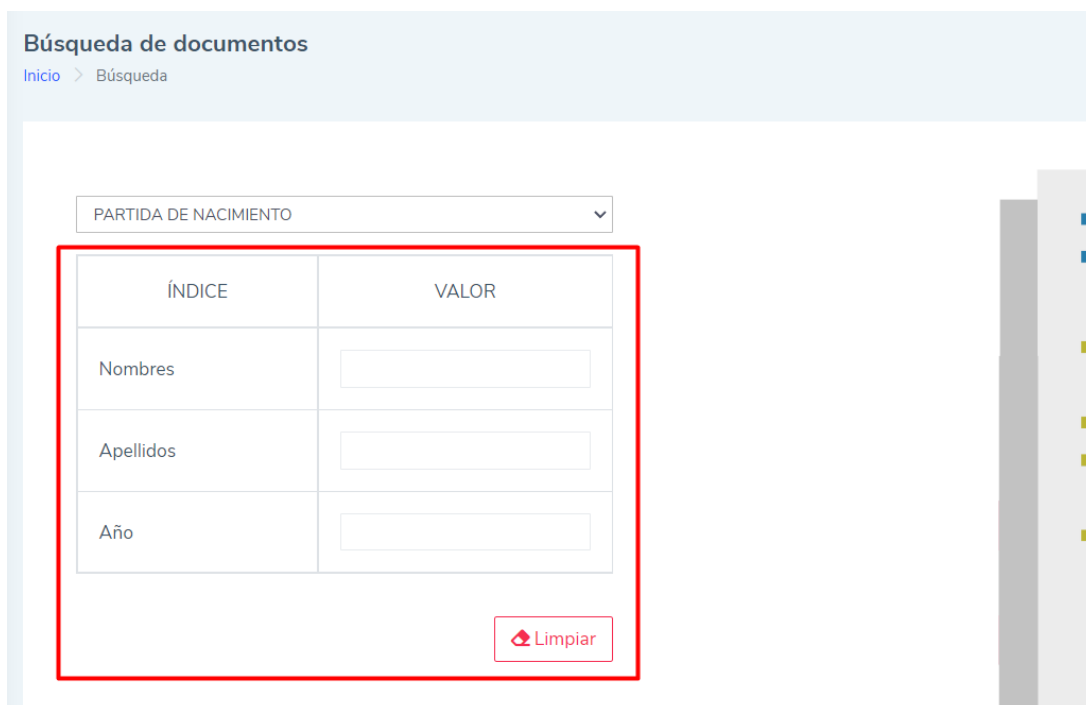 Búsqueda de documentos
Inicio > Búsqueda
PARTIDA DE NACIMIENTO
ÍNDICE VALOR
Nombres
Apellidos
Año
Limpiar